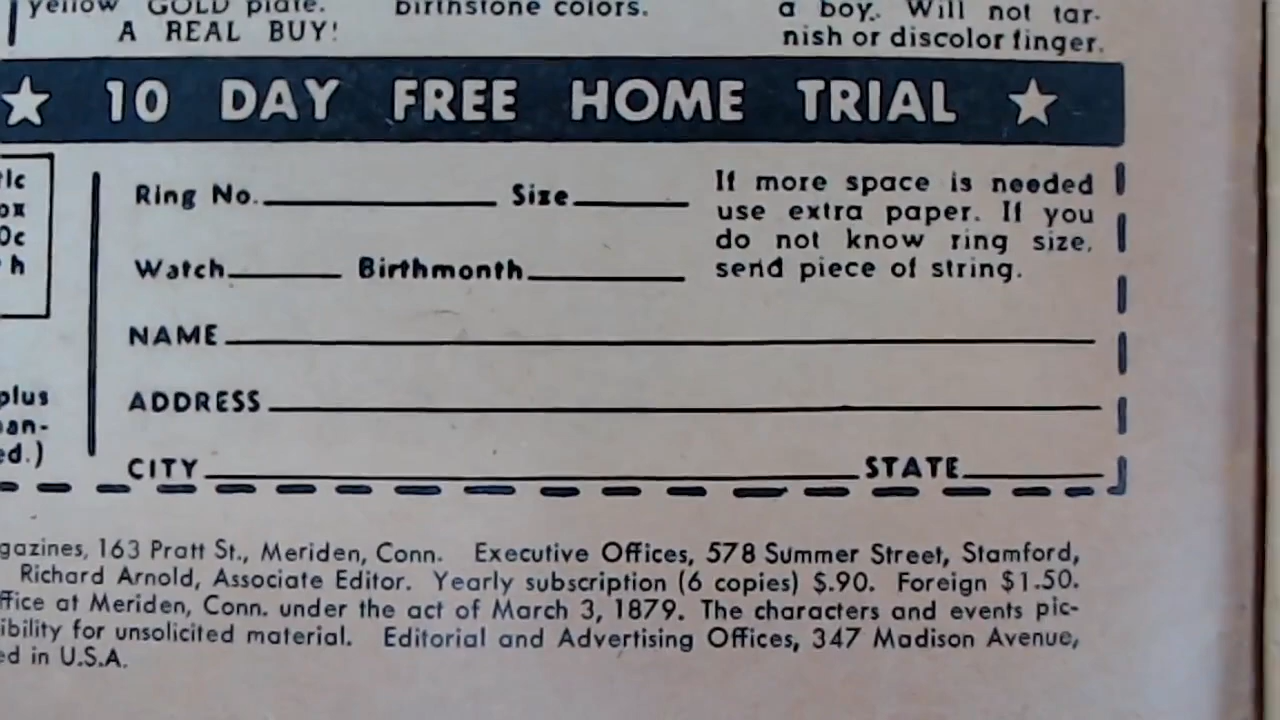 yellow GOLD plate.
A REAL BUY!
Birthstone colors.
a boy. Will not tar-
nish or discolor finger.
★ 10 DAY FREE HOME TRIAL ★
0c
h
plus
an-
ed.)
Ring No. Size
Watch Birthmonth
If more space is needed
use extra paper. If you
do not know ring size,
send piece of string.
NAME
ADDRESS
CITY STATE
gazines, 163 Pratt St., Meriden, Conn. Executive Offices, 578 Summer Street, Stamford,
Richard Arnold, Associate Editor. Yearly subscription (6 copies) $.90. Foreign $1.50.
ffice at Meriden, Conn. under the act of March 3, 1879. The characters and events pic-
ibility for unsolicited material. Editorial and Advertising Offices, 347 Madison Avenue,
ed in U.S.A.